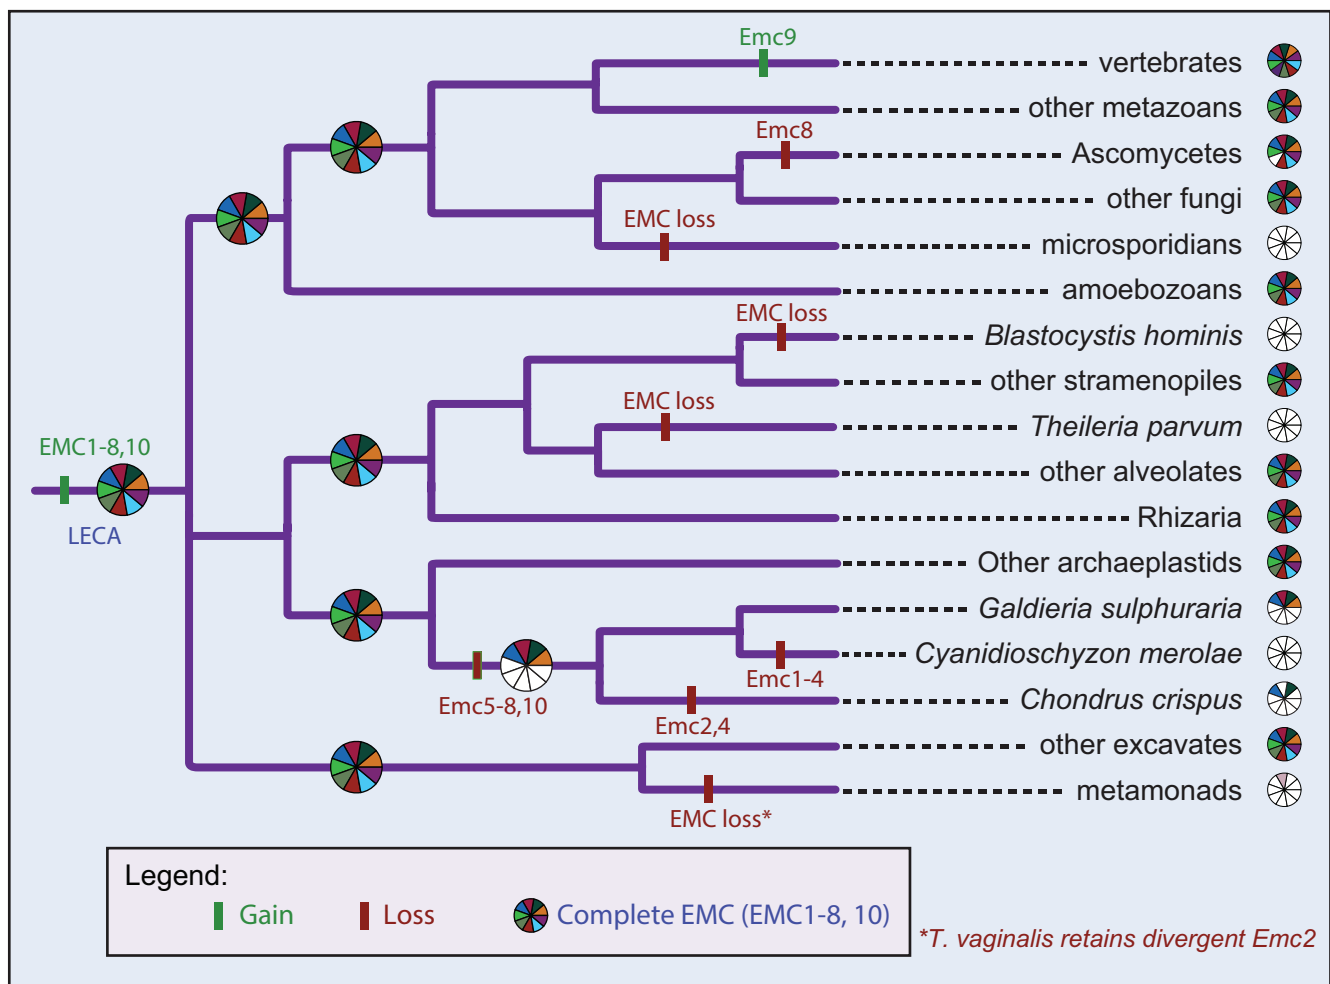 Emc9
vertebrates
other metazoans
Emc8
Ascomycetes
other fungi
EMC loss
microsporidians
amoebozoans
EMC loss
Blastocystis hominis
other stramenopiles
EMC loss
Theileria parvum
other alveolates
EMC1-8,10
LECA
Rhizaria
Other archaeplastids
Galdieria sulphuraria
Cyanidioschyzon merolae
Emc1-4
Emc5-8,10
Chondrus crispus
Emc2,4
other excavates
metamonads
EMC loss*
Legend:
Gain
Loss
Complete EMC (EMC1-8, 10)
*T. vaginalis retains divergent Emc2